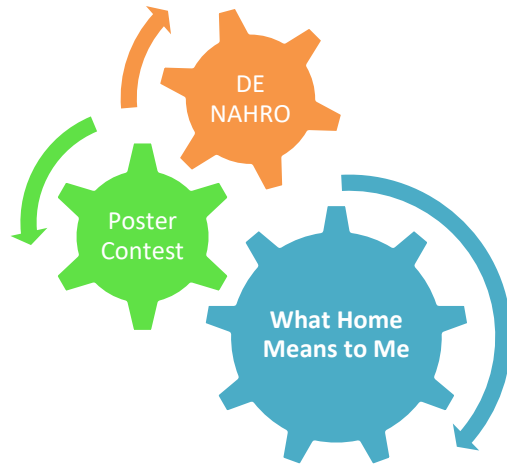 DE
NAHRO
Poster
Contest
What Home
Means to Me